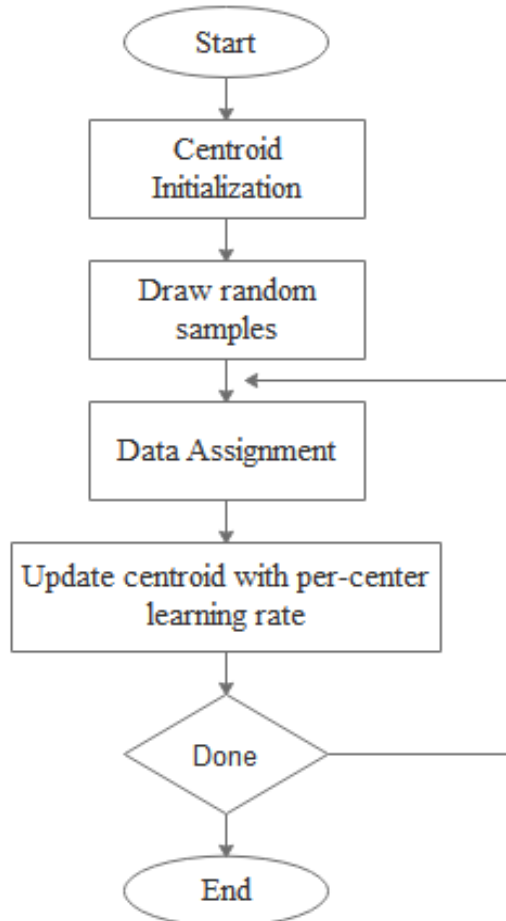 Start
Centroid
Initialization
Draw random
samples
Data Assignment
Update centroid with per-center
learning rate
Done
End